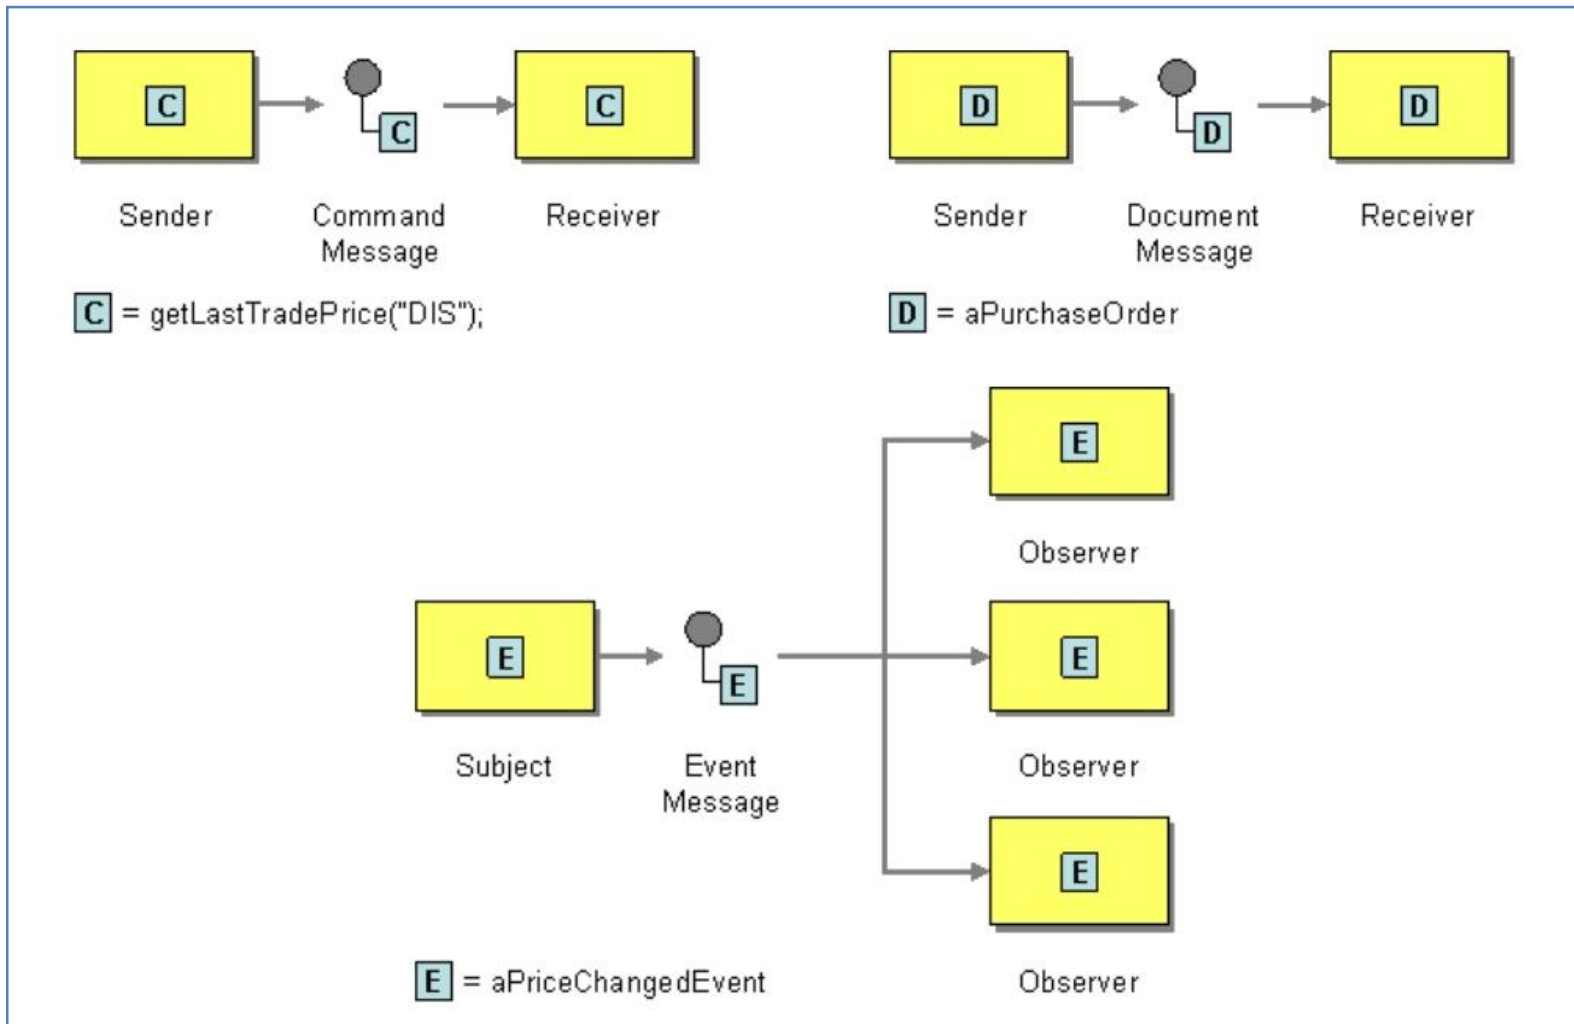 C C C
D D D
Sender Command Message Receiver
Sender Document Message Receiver
C = getLastTradePrice("DIS");
D = aPurchaseOrder
E
Observer
E E E
Subject Event Message Observer
E
E = aPriceChangedEvent
Observer